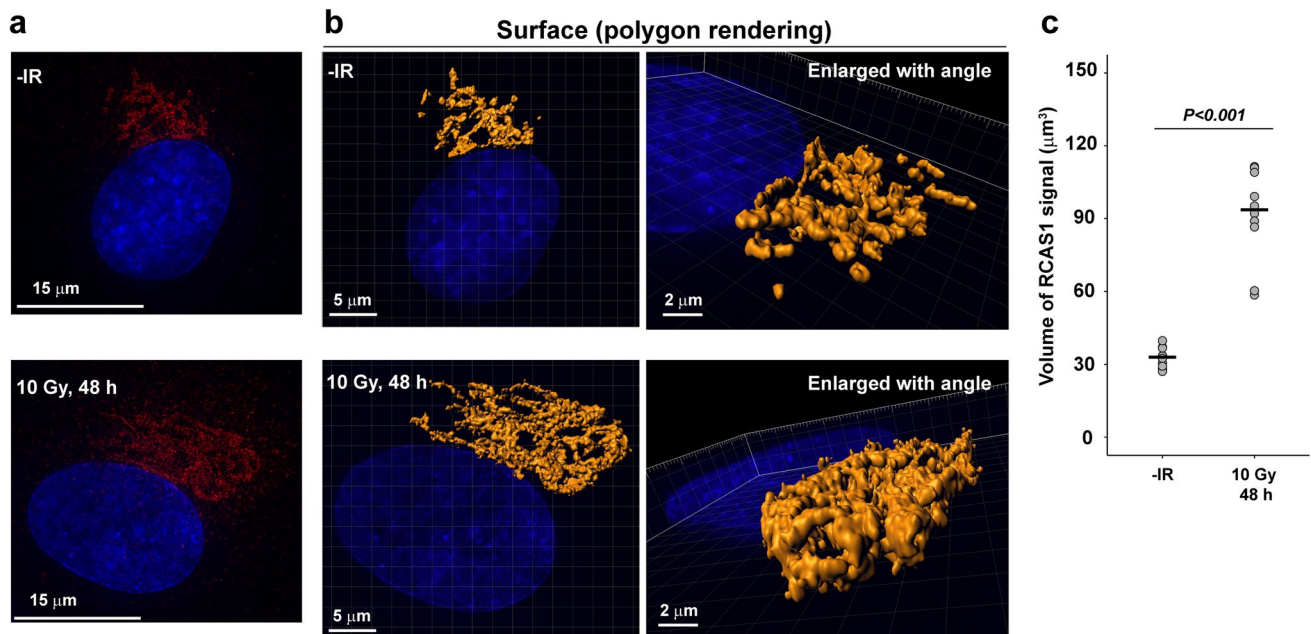 a
-IR
15 μm
10 Gy, 48 h
15 μm
b
Surface (polygon rendering)
-IR
5 μm
Enlarged with angle
2 μm
10 Gy, 48 h
5 μm
Enlarged with angle
2 μm
c
Volume of RCAS1 signal (μm³)
150
120
90
60
30
0
P<0.001
-IR
10 Gy
48 h